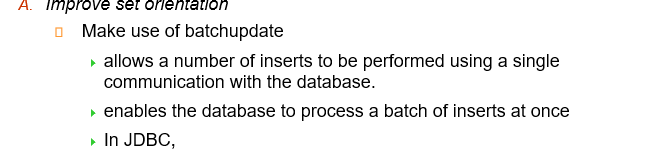 A. Improve set orientation
Make use of batchupdate
allows a number of inserts to be performed using a single
communication with the database.
enables the database to process a batch of inserts at once
In JDBC,